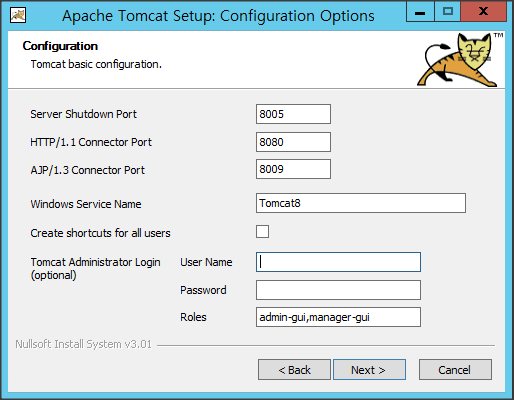 Apache Tomcat Setup: Configuration Options
Configuration
Tomcat basic configuration.
TM
Server Shutdown Port 8005
HTTP/1.1 Connector Port 8080
AJP/1.3 Connector Port 8009
Windows Service Name Tomcat8
Create shortcuts for all users
Tomcat Administrator Login User Name
(optional)
Password
Roles admin-gui,manager-gui
Nullsoft Install System v3.01
< Back Next > Cancel